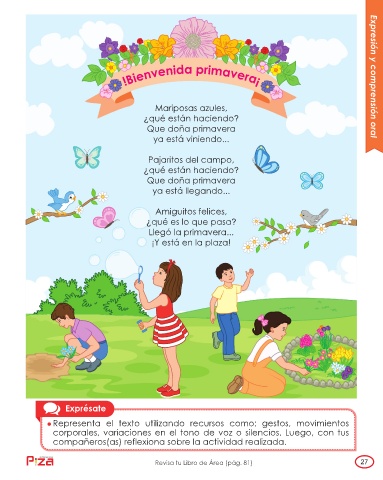 ¡Bienvenida primavera¡
Expresión y comprensión oral
Mariposas azules,
¿qué están haciendo?
Que doña primavera
ya está viniendo...
Pajaritos del campo,
¿qué están haciendo?
Que doña primavera
ya está llegando...
Amiguitos felices,
¿qué es lo que pasa?
Llegó la primavera...
¡Y está en la plaza!
Exprésate
• Representa el texto utilizando recursos como: gestos, movimientos
corporales, variaciones en el tono de voz o silencios. Luego, con tus
compañeros(as) reflexiona sobre la actividad realizada.
Revisa tu Libro de Área (pág. 81)
27